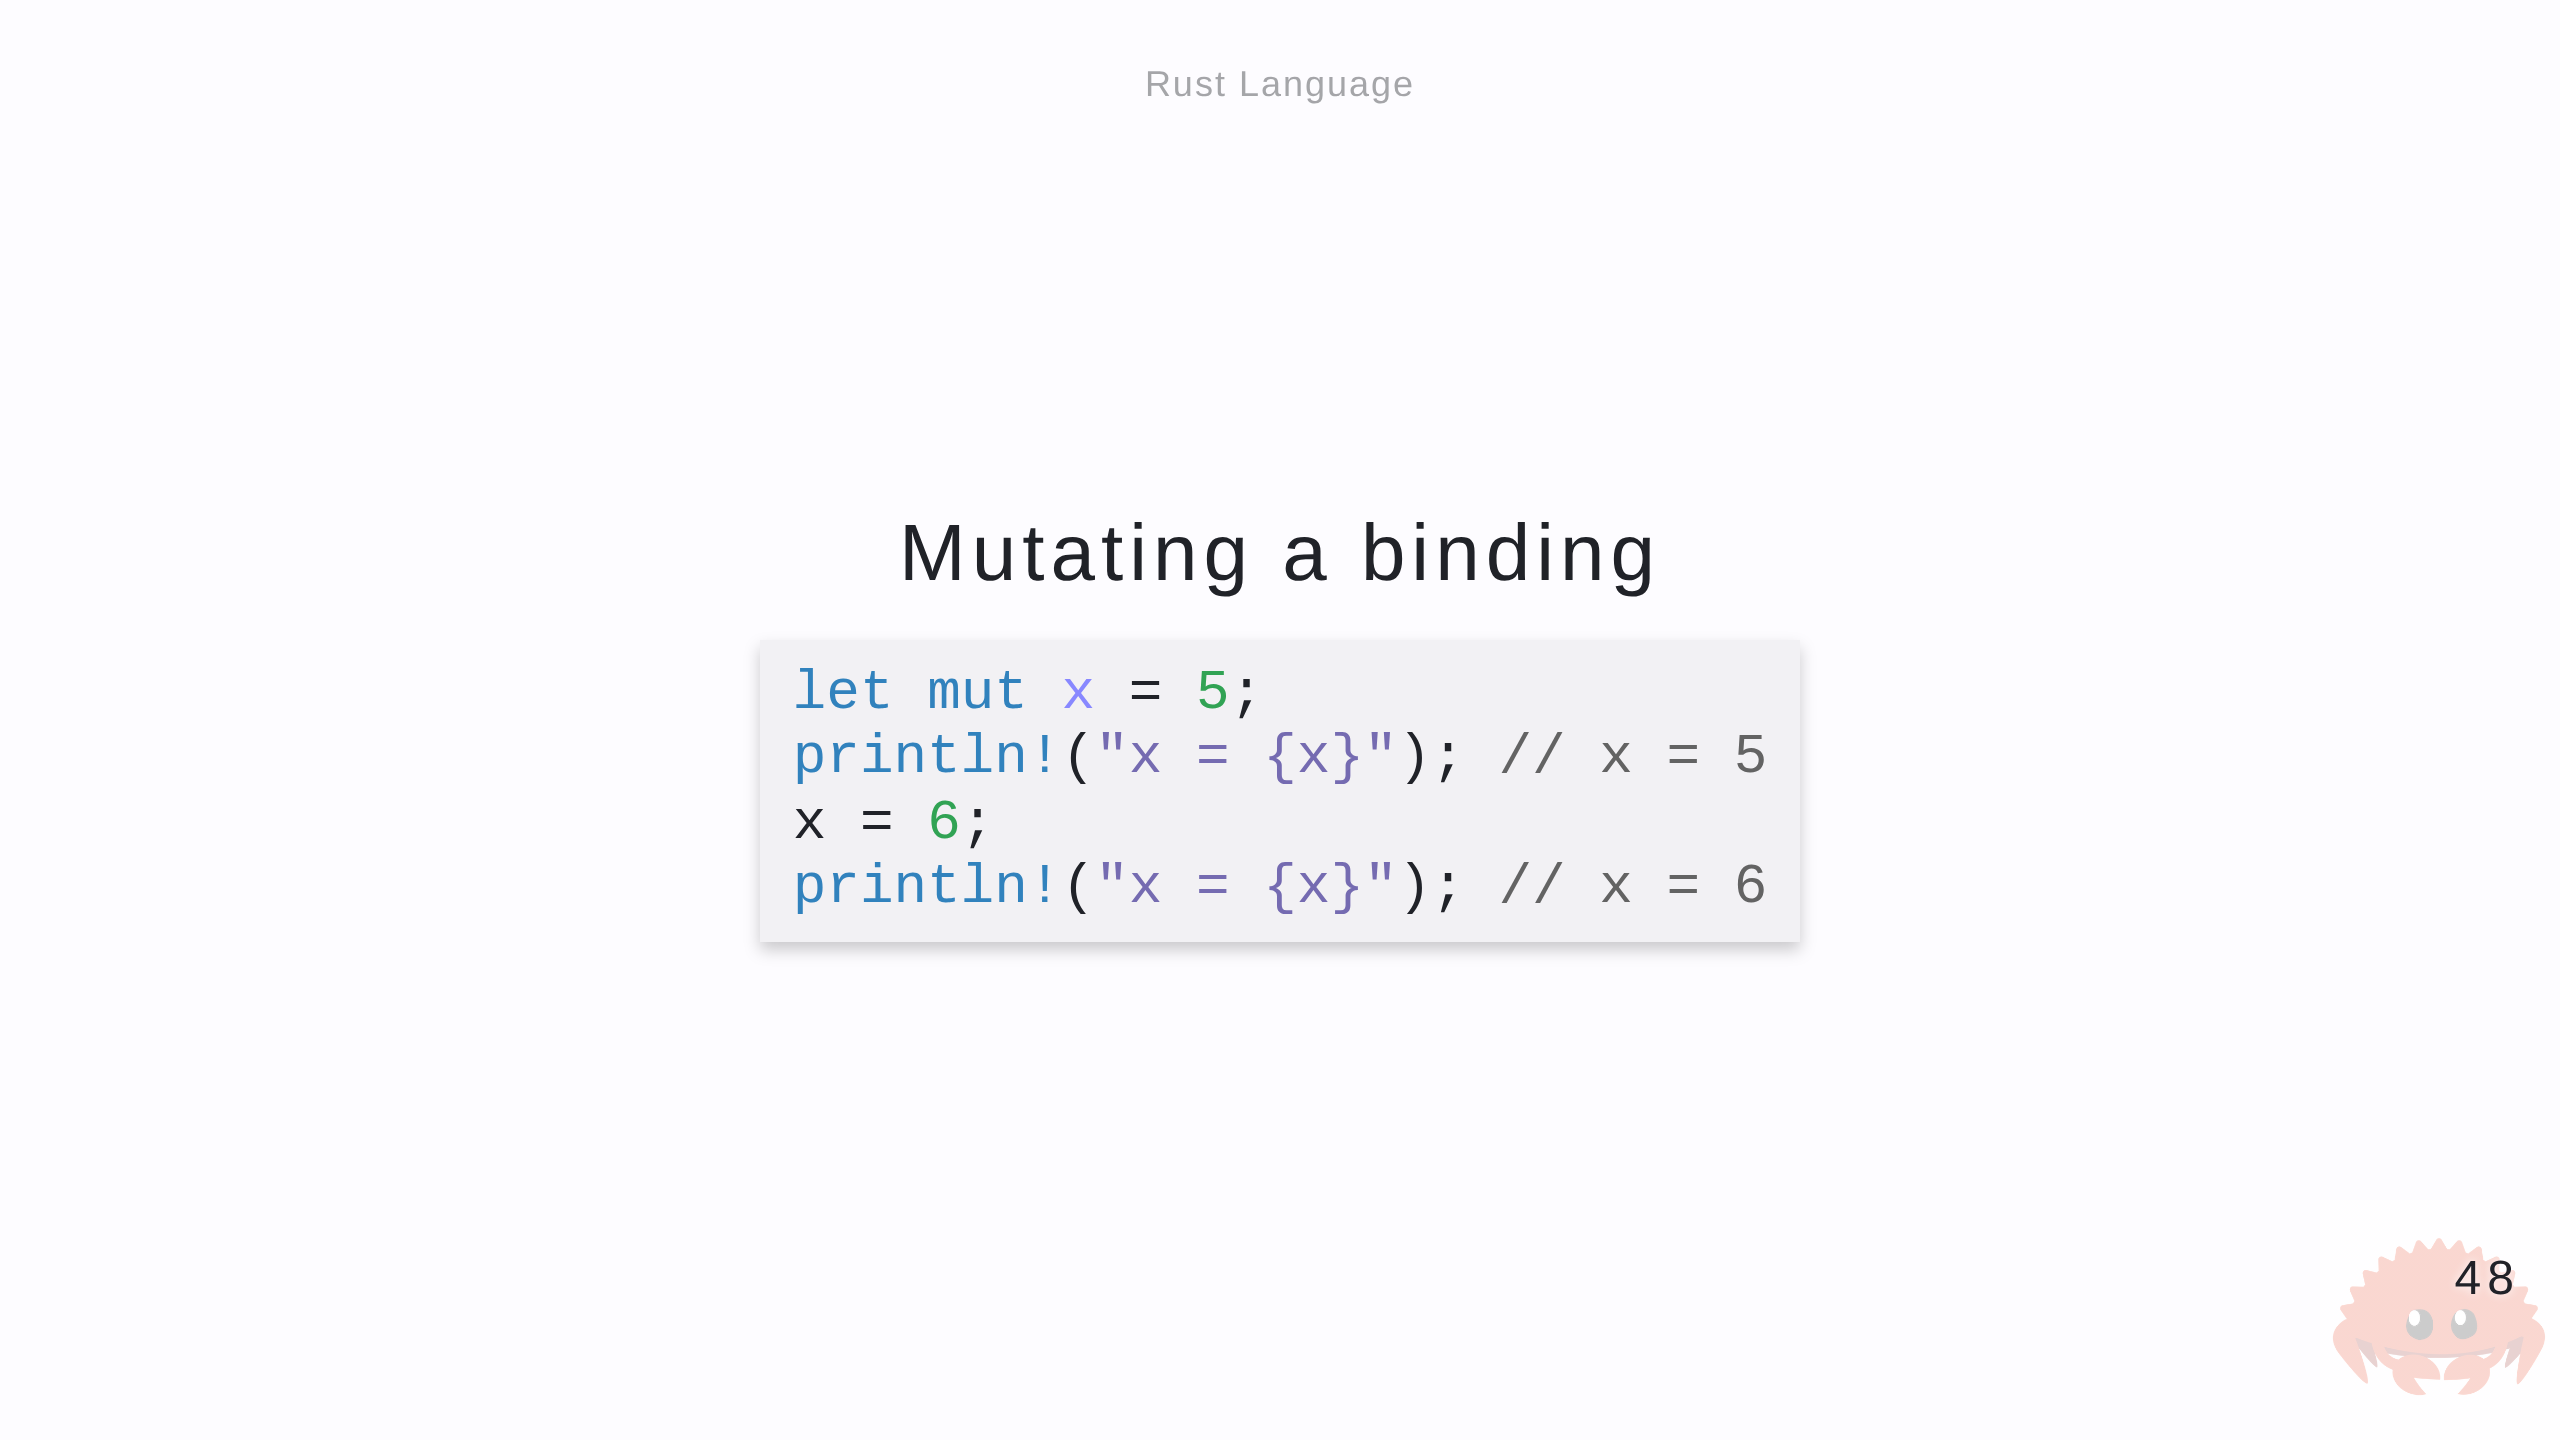 Rust Language
Mutating a binding
let mut x = 5;
println!("x = {x}"); // x = 5
x = 6;
println!("x = {x}"); // x = 6
48